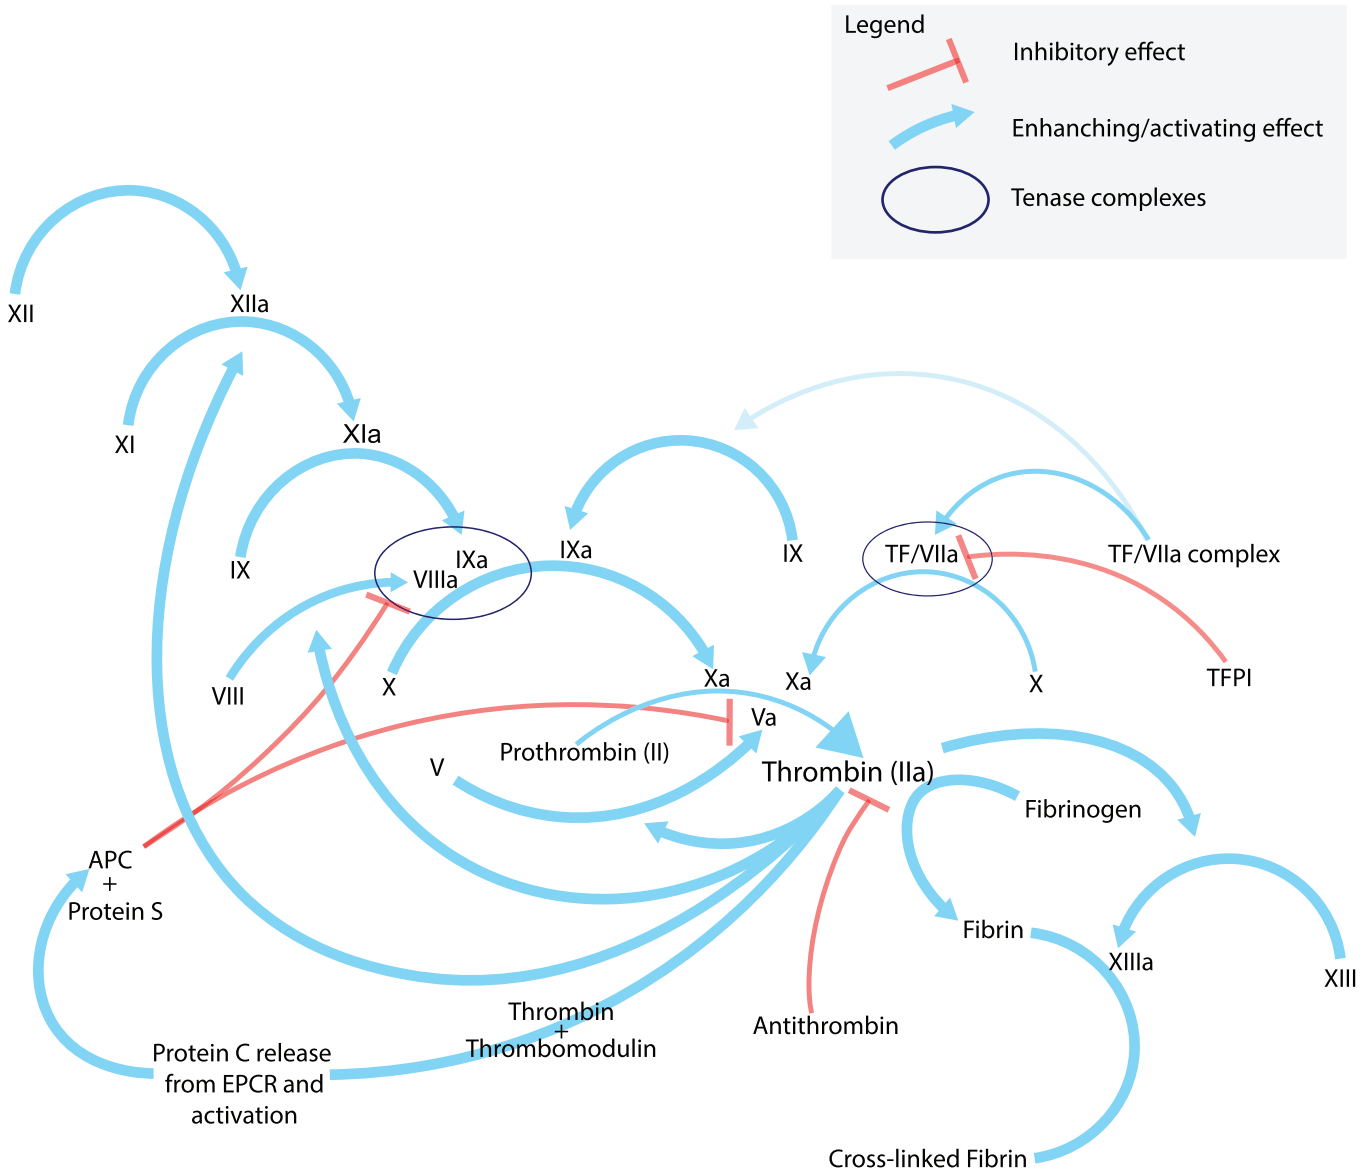 Legend
Inhibitory effect
Enhanching/activating effect
Tenase complexes
XII
XIIa
XI
XIa
IX
IXa
VIIIa
IXa
IX
TF/VIIa
TF/VIIa complex
VIII
X
Xa
Xa
X
TFPI
Va
Prothrombin (II)
V
Thrombin (IIa)
Fibrinogen
APC
+
Protein S
Fibrin
XIIIa
XIII
Thrombin
+
Thrombomodulin
Antithrombin
Protein C release
from EPCR and
activation
Cross-linked Fibrin